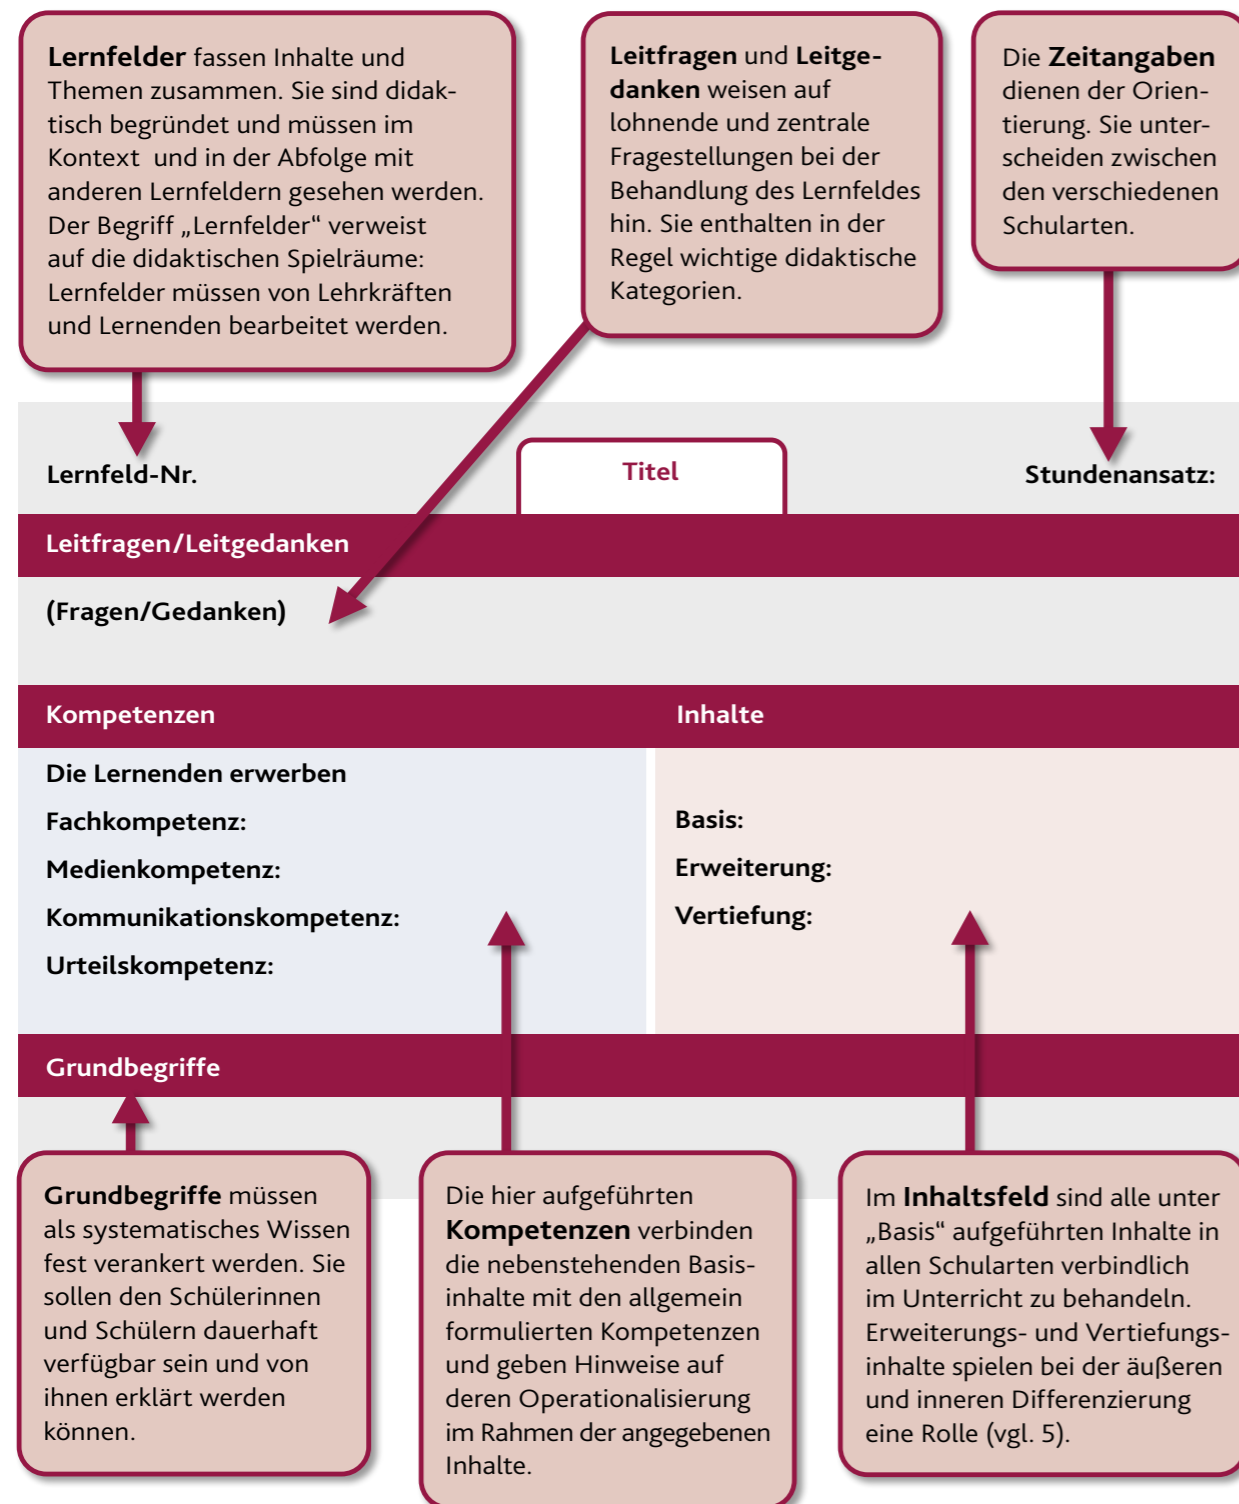 Lernfelder fassen Inhalte und
Themen zusammen. Sie sind didak-
tisch begründet und müssen im
Kontext und in der Abfolge mit
anderen Lernfeldern gesehen werden.
Der Begriff „Lernfelder“ verweist
auf die didaktischen Spielräume:
Lernfelder müssen von Lehrkräften
und Lernenden bearbeitet werden.
Leitfragen und Leitge-
danken weisen auf
lohnende und zentrale
Fragestellungen bei der
Behandlung des Lernfeldes
hin. Sie enthalten in der
Regel wichtige didaktische
Kategorien.
Die Zeitangaben
dienen der Orien-
tierung. Sie unter-
scheiden zwischen
den verschiedenen
Schularten.
Lernfeld-Nr.
Titel
Stundenansatz:
Leitfragen/Leitgedanken
(Fragen/Gedanken)
Kompetenzen
Inhalte
Die Lernenden erwerben
Fachkompetenz:
Medienkompetenz:
Kommunikationskompetenz:
Urteilskompetenz:
Basis:
Erweiterung:
Vertiefung:
Grundbegriffe
Grundbegriffe müssen
als systematisches Wissen
fest verankert werden. Sie
sollen den Schülerinnen
und Schülern dauerhaft
verfügbar sein und von
ihnen erklärt werden
können.
Die hier aufgeführten
Kompetenzen verbinden
die nebenstehenden Basis-
inhalte mit den allgemein
formulierten Kompetenzen
und geben Hinweise auf
deren Operationalisierung
im Rahmen der angegebenen
Inhalte.
Im Inhaltsfeld sind alle unter
„Basis“ aufgeführten Inhalte in
allen Schularten verbindlich
im Unterricht zu behandeln.
Erweiterungs- und Vertiefungs-
inhalte spielen bei der äußeren
und inneren Differenzierung
eine Rolle (vgl. 5).